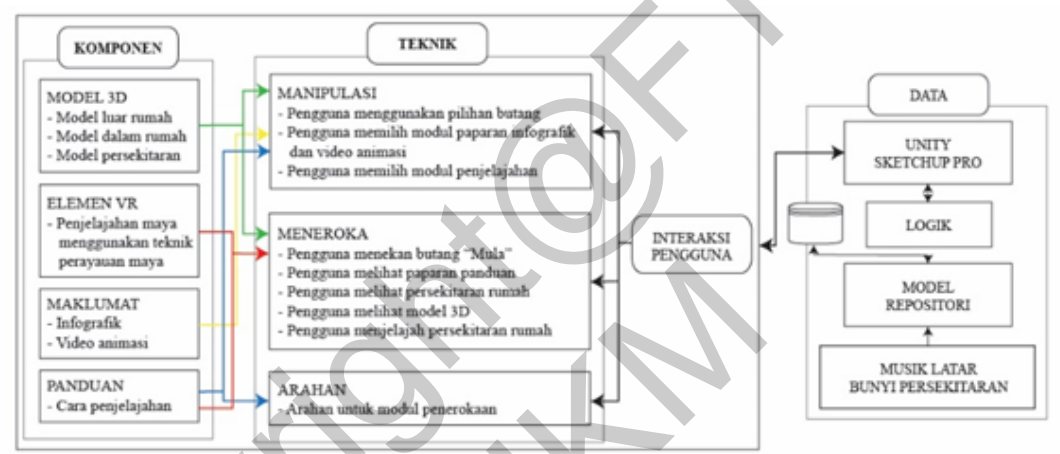 KOMPONEN
MODEL 3D
- Model luar rumah
- Model dalam rumah
- Model persekitaran
ELEMEN VR
- Penjelajahan maya
menggunakan teknik
perayauan maya
MAKLUMAT
- Infografik
- Video animasi
PANDUAN
- Cara penjelajahan
TEKNIK
MANIPULASI
- Pengguna menggunakan pilihan butang
- Pengguna memilih modul paparan infografik
dan video animasi
- Pengguna memilih modul penjelajahan
MENEROKA
- Pengguna menekan butang "Mula"
- Pengguna melihat paparan panduan
- Pengguna melihat persekitaran rumah
- Pengguna melihat model 3D
- Pengguna menjelajah persekitaran rumah
ARAHAN
- Arahan untuk modul penerokaan
INTERAKSI
PENGGUNA
DATA
UNITY
SKETCHUP PRO
LOGIK
MODEL
REPOSITORI
MUSIK LATAR
BUNYI PERSEKITARAN